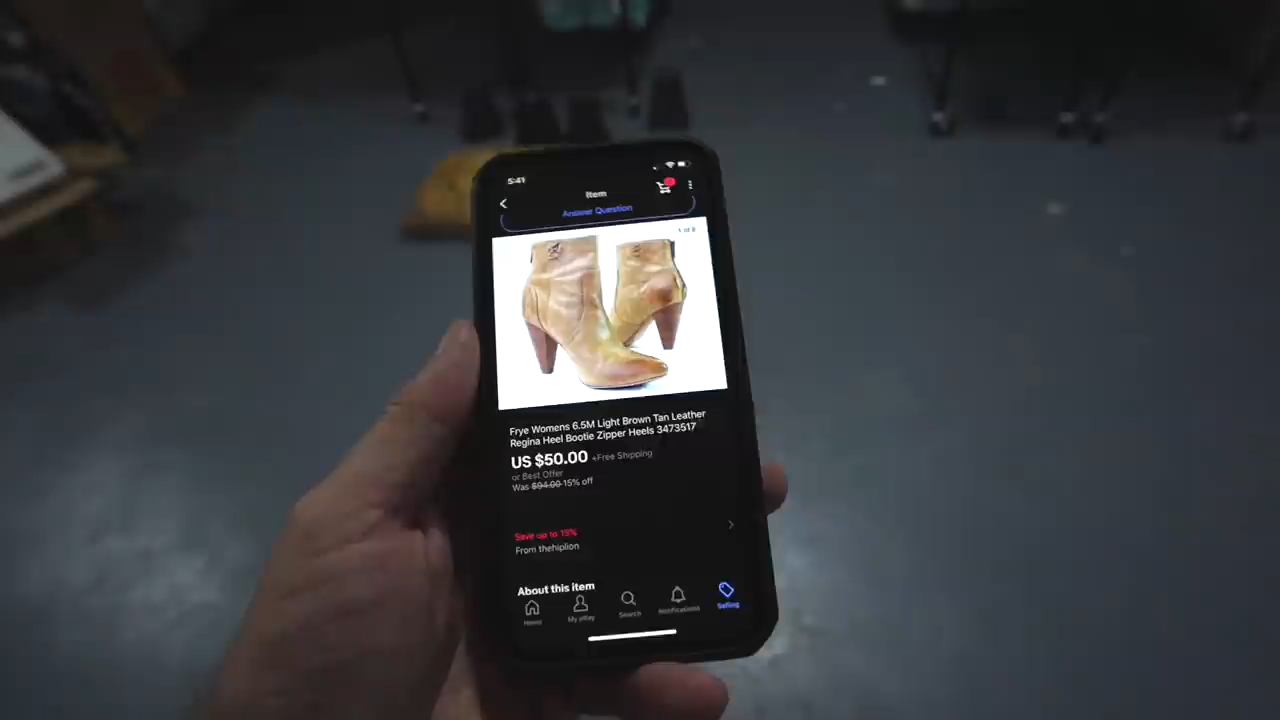 5:41
Item
Answer Question
1 of 8
Frye Womens 6.5M Light Brown Tan Leather
Regina Heel Bootie Zipper Heels 3473517
US $50.00 +Free Shipping
or Best Offer
Was $94.00 15% off
Save up to 15%
From thehiplion
About this item
Home
My eBay
Search
Notifications
Selling